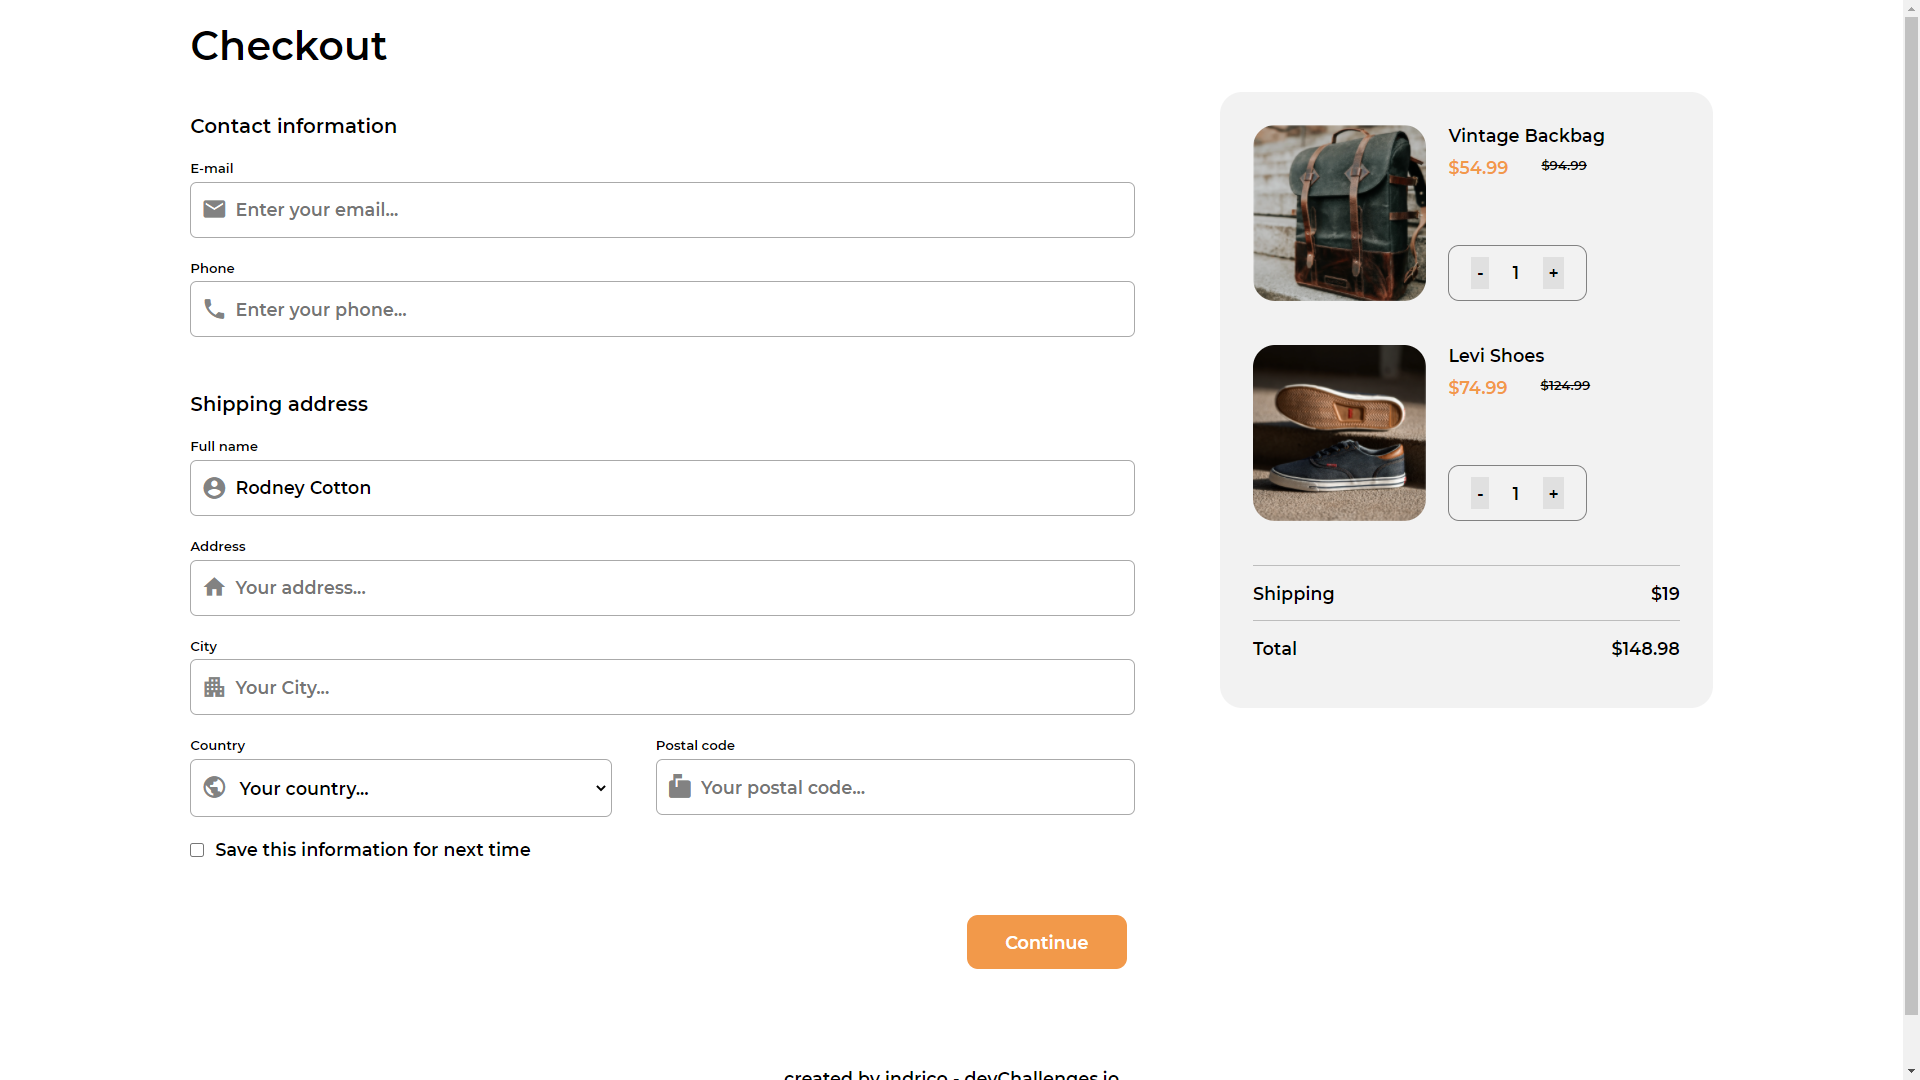 Checkout
Contact information
E-mail
Enter your email...
Phone
Enter your phone...
Shipping address
Full name
Rodney Cotton
Address
Your address...
City
Your City...
Country
Postal code
Your country...
Your postal code...
Save this information for next time
Continue
Vintage Backbag
$54.99 $94.99
- 1 +
Levi Shoes
$74.99 $124.99
- 1 +
Shipping $19
Total $148.98
created by indrico - devChallenges.io